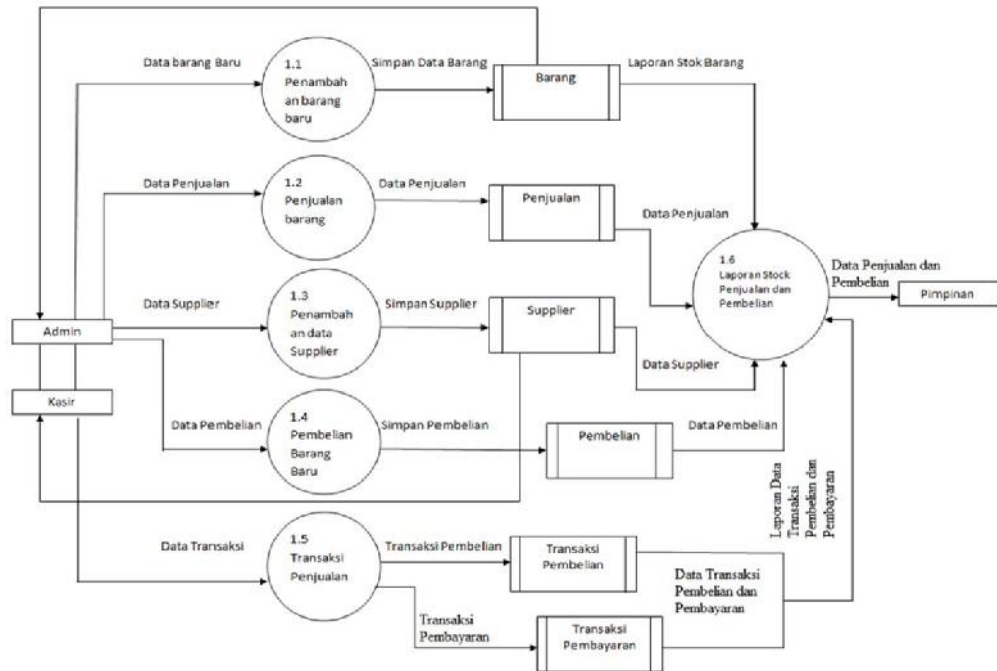 Data barang Baru
1.1
Penambah
an barang
baru
Simpan Data Barang
Barang
Laporan Stok Barang
Data Penjualan
1.2
Penjualan
barang
Data Penjualan
Penjualan
Data Penjualan
1.6
Laporan Stock
Penjualan dan
Pembelian
Data Penjualan dan
Pembelian
Pimpinan
Admin
Data Supplier
1.3
Penambah
an data
Supplier
Simpan Supplier
Supplier
Data Supplier
Kasir
Data Pembelian
1.4
Pembelian
Barang
Baru
Simpan Pembelian
Pembelian
Data Pembelian
Laporan Data
Transaksi
Pembelian dan
Pembayaran
Data Transaksi
1.5
Transaksi
Penjualan
Transaksi Pembelian
Transaksi
Pembelian
Data Transaksi
Pembelian dan
Pembayaran
Transaksi
Pembayaran
Transaksi
Pembayaran